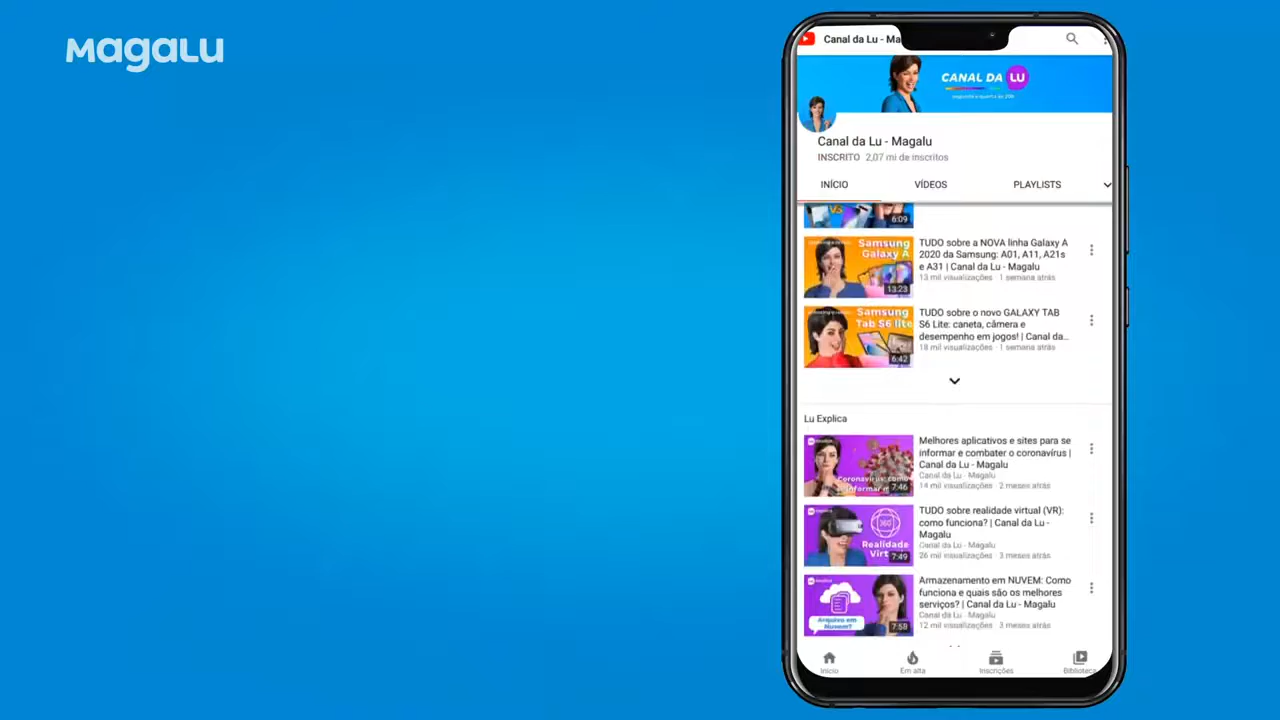 MAGALU
Canal da Lu - Ma
CANAL DA LU
Canal da Lu - Magalu
INSCRITO 2,07 mi de inscritos
INÍCIO
VÍDEOS
PLAYLISTS
6:09
Samsung
Galaxy A
13:23
TUDO sobre a NOVA linha Galaxy A
2020 da Samsung: A01, A11, A21s
e A31 | Canal da Lu - Magalu
13 mil visualizações · 1 semana atrás
Samsung
Tab S6 lite
6:42
TUDO sobre o novo GALAXY TAB
S6 Lite: caneta, câmera e
desempenho em jogos! | Canal da...
18 mil visualizações · 1 semana atrás
Lu Explica
Coronavírus: como
informar
7:46
Melhores aplicativos e sites para se
informar e combater o coronavírus |
Canal da Lu - Magalu
Canal da Lu - Magalu
14 mil visualizações · 2 meses atrás
360°
Realidade
Virt
7:49
TUDO sobre realidade virtual (VR):
como funciona? | Canal da Lu -
Magalu
Canal da Lu - Magalu
26 mil visualizações · 3 meses atrás
Arquivo em
Nuvem?
7:58
Armazenamento em NUVEM: Como
funciona e quais são os melhores
serviços? | Canal da Lu - Magalu
Canal da Lu - Magalu
12 mil visualizações · 3 meses atrás
Início
Em alta
Inscrições
Biblioteca